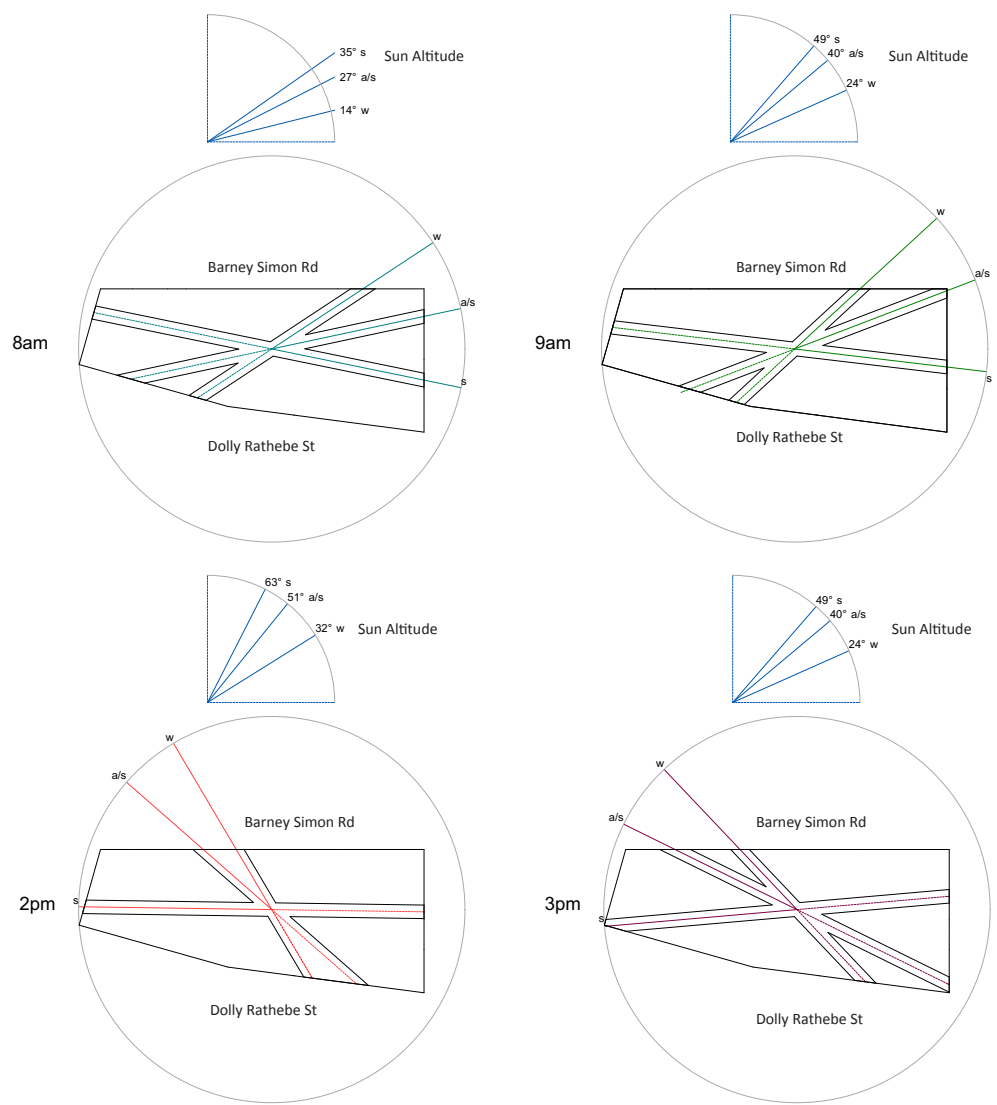 35° s
Sun Altitude
27° a/s
14° w
w
Barney Simon Rd
a/s
8am
s
Dolly Rathebe St
49° s
40° a/s
Sun Altitude
24° w
w
Barney Simon Rd
a/s
9am
s
Dolly Rathebe St
63° s
51° a/s
32° w
Sun Altitude
w
a/s
Barney Simon Rd
2pm
s
Dolly Rathebe St
49° s
40° a/s
Sun Altitude
24° w
w
a/s
Barney Simon Rd
3pm
s
Dolly Rathebe St